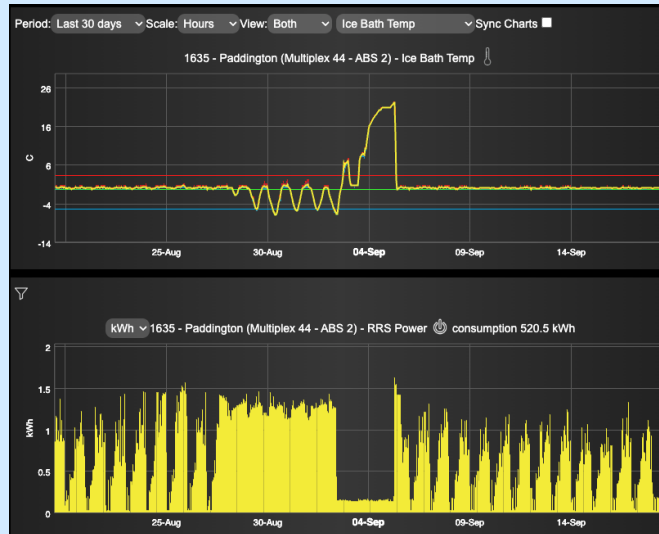 Period: Last 30 days Scale: Hours View: Both Ice Bath Temp Sync Charts
1635 - Paddington (Multiplex 44 - ABS 2) - Ice Bath Temp
26
16
6
-4
-14
C
25-Aug 30-Aug 04-Sep 09-Sep 14-Sep
kWh 1635 - Paddington (Multiplex 44 - ABS 2) - RRS Power consumption 520.5 kWh
2
1.5
1
0.5
0
kWh
25-Aug 30-Aug 04-Sep 09-Sep 14-Sep